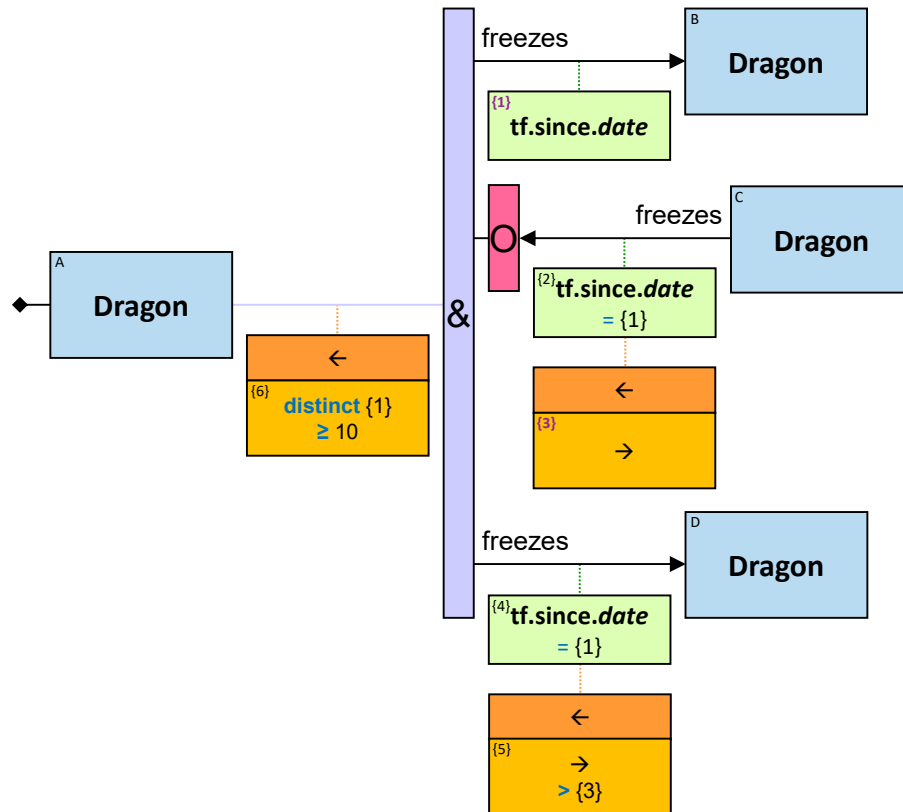 freezes
B
Dragon
{1}
tf.since.date
freezes
C
Dragon
O
{2} tf.since.date
= {1}
←
{3}
→
A
Dragon
&
←
{6}
distinct {1}
≥ 10
freezes
D
Dragon
{4} tf.since.date
= {1}
←
{5}
→
> {3}